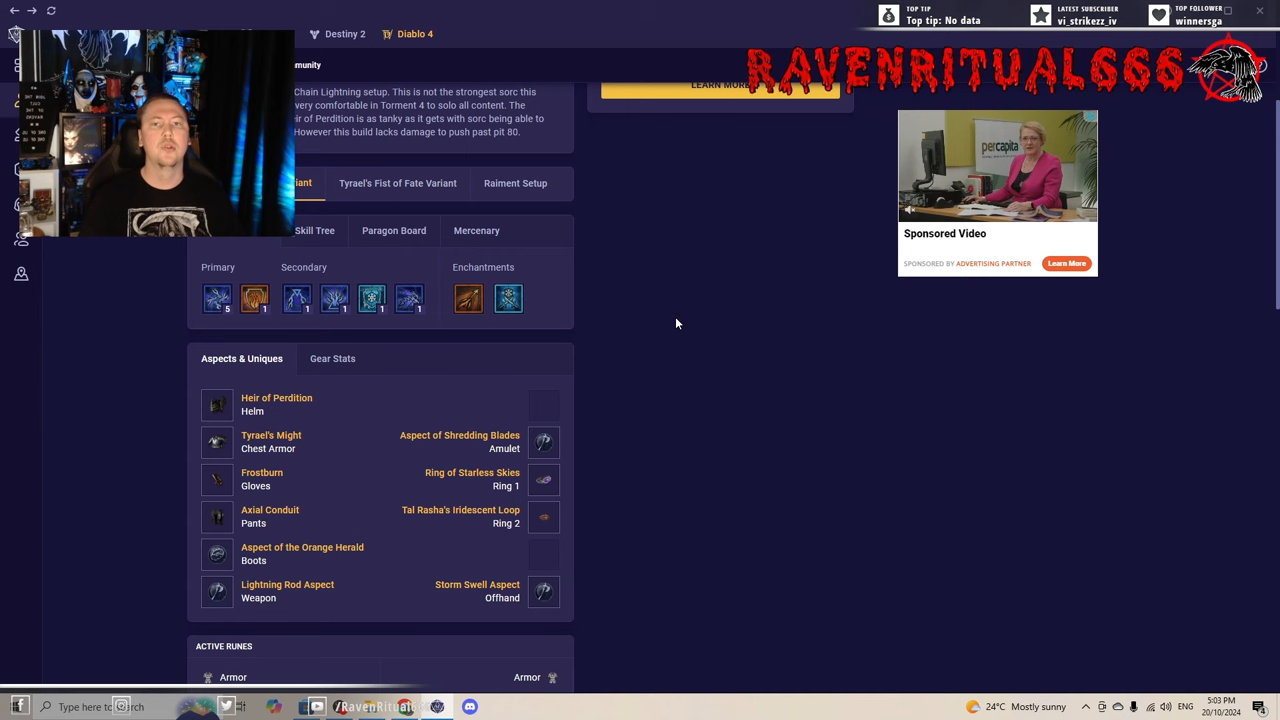 TOP TIP
Top tip: No data
LATEST SUBSCRIBER
vi_strikezz_iv
TOP FOLLOWER
winnersga
Destiny 2
Diablo 4
RAVENRITUAL666
mmunity
LEARN MORE
Chain Lightning setup. This is not the strongest sorc this
very comfortable in Torment 4 to solo all content. The
ir of Perdition is as tanky as it gets with sorc being able to
However this build lacks damage to push past pit 80.
iant
Tyrael's Fist of Fate Variant
Raiment Setup
Skill Tree
Paragon Board
Mercenary
percapita
Sponsored Video
SPONSORED BY ADVERTISING PARTNER
Learn More
Primary
Secondary
Enchantments
5
1
1
1
1
1
Aspects & Uniques
Gear Stats
Heir of Perdition
Helm
Tyrael's Might
Chest Armor
Aspect of Shredding Blades
Amulet
Frostburn
Gloves
Ring of Starless Skies
Ring 1
Axial Conduit
Pants
Tal Rasha's Iridescent Loop
Ring 2
Aspect of the Orange Herald
Boots
Lightning Rod Aspect
Weapon
Storm Swell Aspect
Offhand
ACTIVE RUNES
Armor
Armor
Type here to search
/RavenRitual6
24°C Mostly sunny
ENG
5:03 PM
20/10/2024